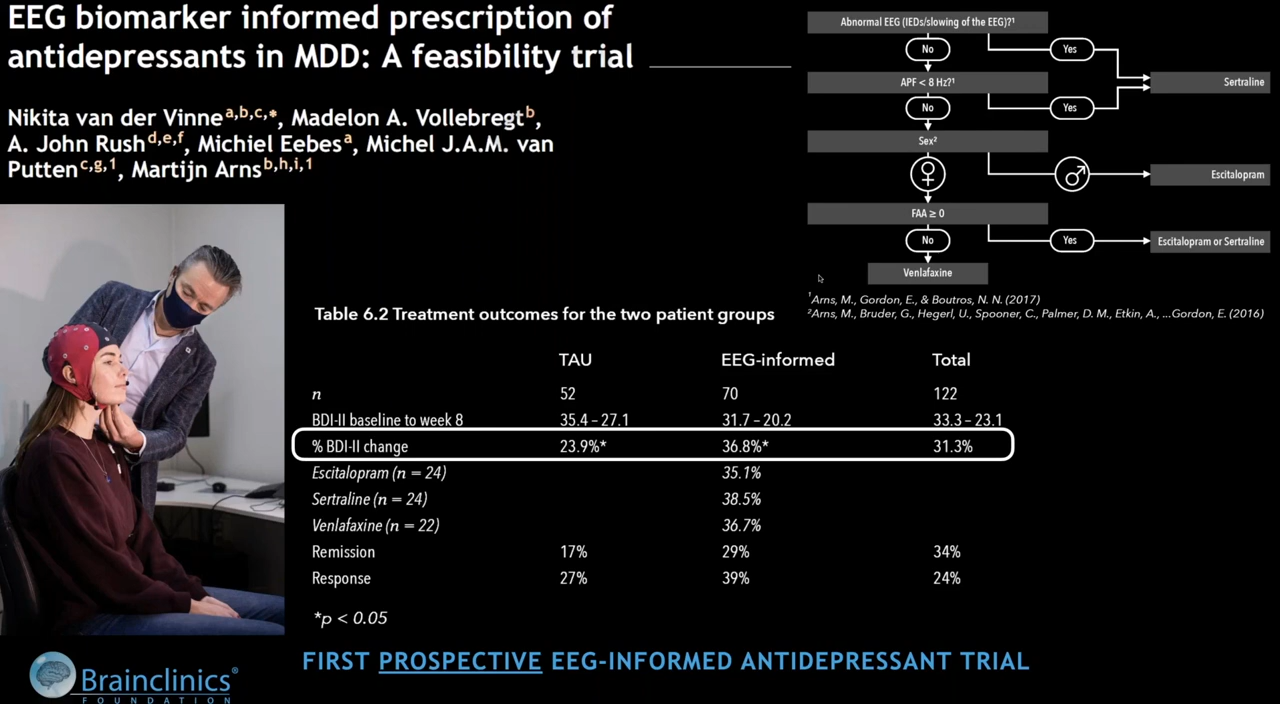 EEG biomarker informed prescription of
antidepressants in MDD: A feasibility trial
Nikita van der Vinne a,b,c,*, Madelon A. Vollebregt b,
A. John Rush d,e,f, Michiel Eebes a, Michel J.A.M. van
Putten c,g,1, Martijn Arns b,h,i,1
Abnormal EEG (IEDs/slowing of the EEG)?¹
No
Yes
APF < 8 Hz?¹
Sertraline
No
Yes
Sex²
♀
♂
Escitalopram
FAA ≥ 0
No
Yes
Escitalopram or Sertraline
Venlafaxine
¹Arns, M., Gordon, E., & Boutros, N. N. (2017)
²Arns, M., Bruder, G., Hegerl, U., Spooner, C., Palmer, D. M., Etkin, A., ...Gordon, E. (2016)
Table 6.2 Treatment outcomes for the two patient groups
TAU EEG-informed Total
n 52 70 122
BDI-II baseline to week 8 35.4 – 27.1 31.7 – 20.2 33.3 – 23.1
% BDI-II change 23.9%* 36.8%* 31.3%
Escitalopram (n = 24) 35.1%
Sertraline (n = 24) 38.5%
Venlafaxine (n = 22) 36.7%
Remission 17% 29% 34%
Response 27% 39% 24%
*p < 0.05
FIRST PROSPECTIVE EEG-INFORMED ANTIDEPRESSANT TRIAL
Brainclinics®
FOUNDATION